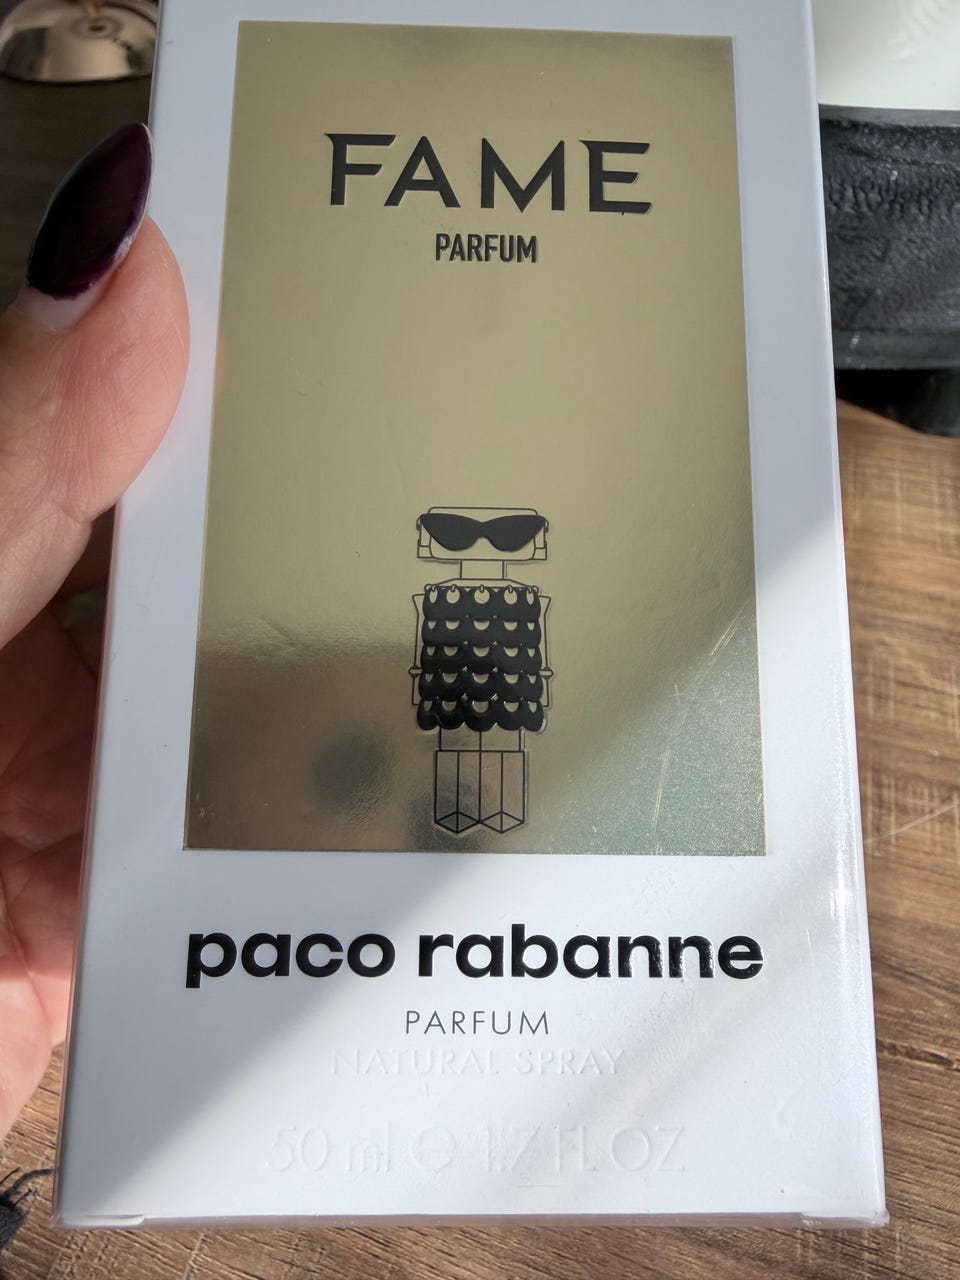 FAME
PARFUM
paco rabanne
PARFUM
NATURAL SPRAY
50 ml ℮ 1.7 FL OZ